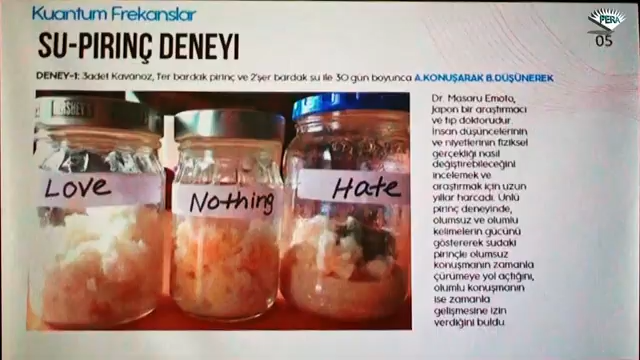 Kuantum Frekanslar
PERA
05
SU-PIRINÇ DENEYI
DENEY-1: 3adet Kavanoz, 1'er bardak pirinç ve 2'şer bardak su ile 30 gün boyunca A.KONUŞARAK B.DÜŞÜNEREK
HERSHEY'S
Love
Nothing
Hate
Dr. Masaru Emoto,
Japon bir araştırmacı
ve tıp doktorudur.
İnsan düşüncelerinin
ve niyetlerinin fiziksel
gerçekliği nasıl
değiştirebileceğini
incelemek ve
araştırmak için uzun
yıllar harcadı. Ünlü
pirinç deneyinde,
olumsuz ve olumlu
kelimelerin gücünü
göstererek sudaki
pirinçle olumsuz
konuşmanın zamanla
çürümeye yol açtığını,
olumlu konuşmanın
ise zamanla
gelişmesine izin
verdiğini buldu